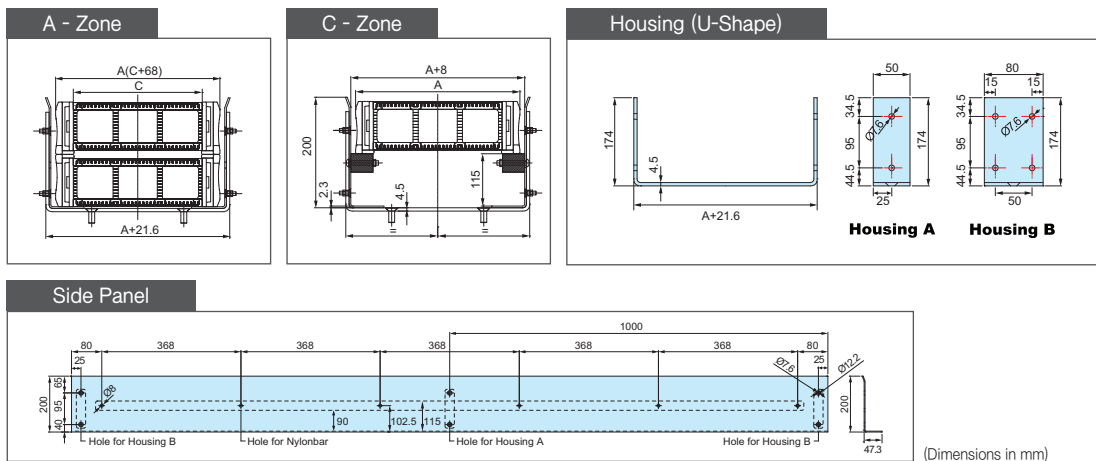 A - Zone
A(C+68)
C
A+21.6
C - Zone
A+8
A
200
2.3
4.5
115
=
=
Housing (U-Shape)
174
4.5
A+21.6
50
34.5
95
44.5
Ø7.6
174
25
Housing A
80
15
15
34.5
95
44.5
Ø7.6
174
50
Housing B
Side Panel
1000
80
368
368
368
368
368
80
25
25
Ø7.6
Ø12.2
65
95
40
200
Ø8
90
102.5
115
200
47.3
Hole for Housing B
Hole for Nylonbar
Hole for Housing A
Hole for Housing B
(Dimensions in mm)